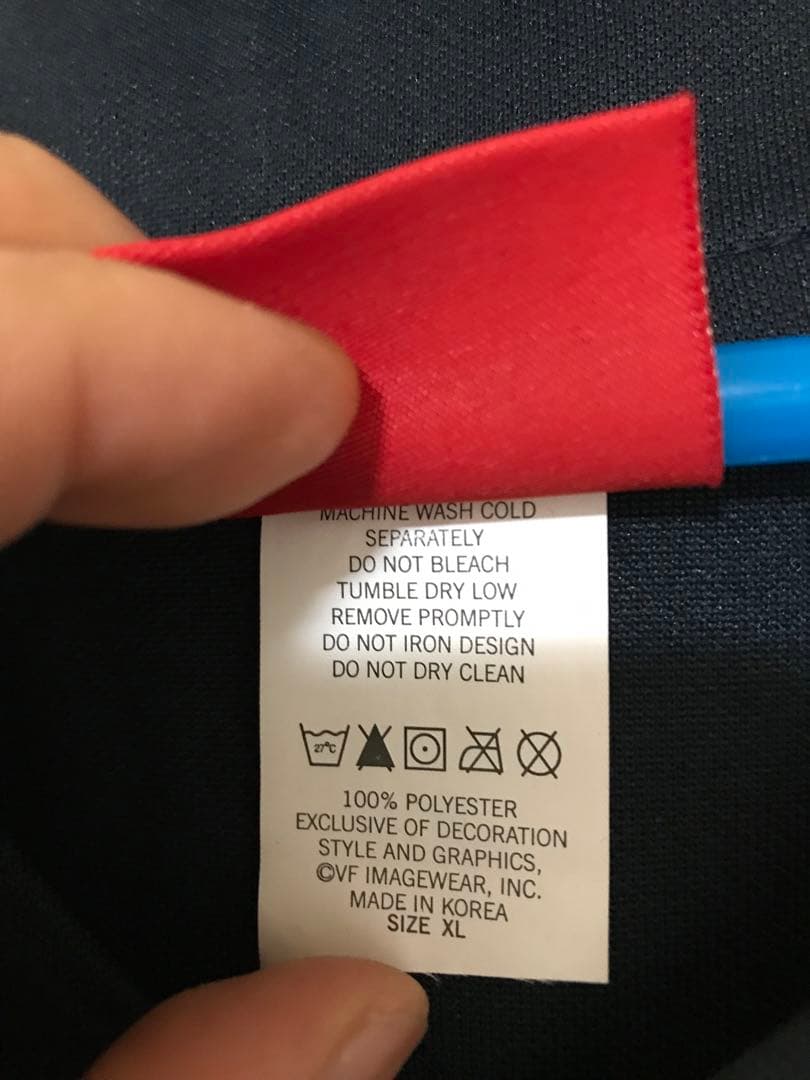 MACHINE WASH COLD
SEPARATELY
DO NOT BLEACH
TUMBLE DRY LOW
REMOVE PROMPTLY
DO NOT IRON DESIGN
DO NOT DRY CLEAN
27°C
100% POLYESTER
EXCLUSIVE OF DECORATION
STYLE AND GRAPHICS,
©VF IMAGEWEAR, INC.
MADE IN KOREA
SIZE XL